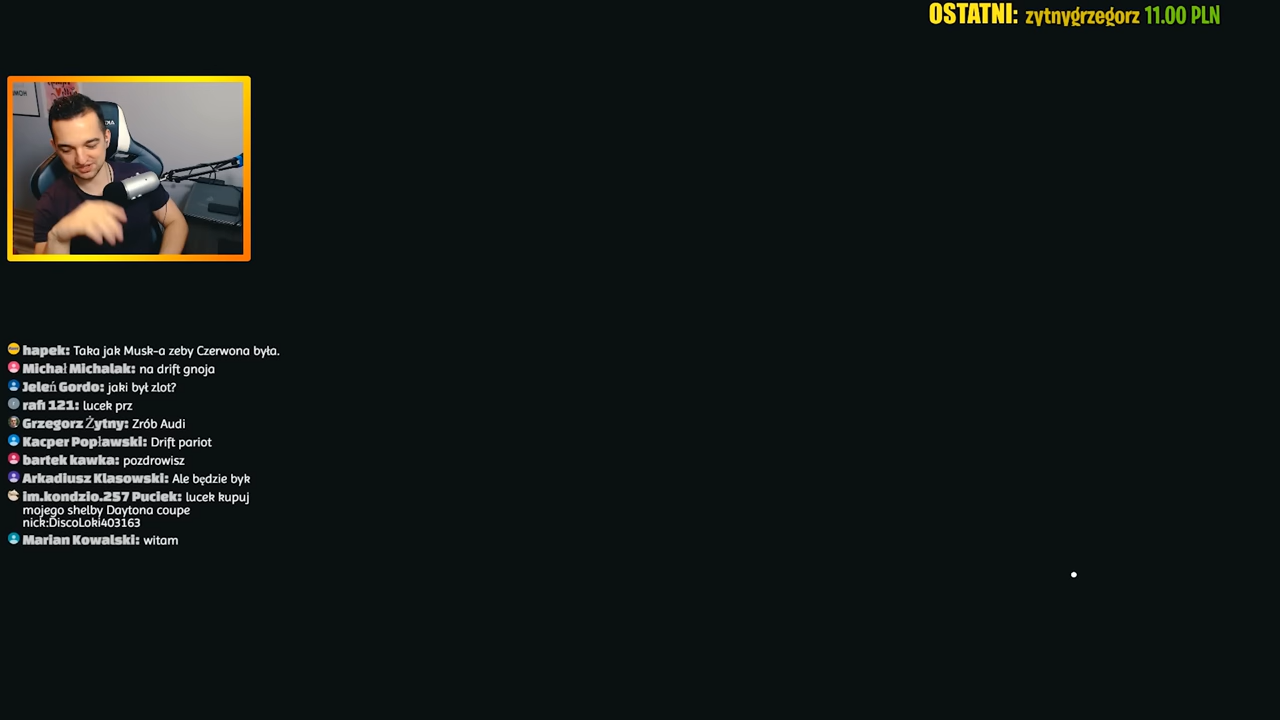 OSTATNI: zytnygrzegorz 11.00 PLN
hapek: Taka jak Musk-a zeby Czerwona była.
Michał Michalak: na drift gnoja
Jeleń Gordo: jaki był zlot?
rafi 121: lucek prz
Grzegorz Żytny: Zrób Audi
Kacper Popławski: Drift pariot
bartek kawka: pozdrowisz
Arkadiusz Klasowski: Ale będzie byk
im.kondzio.257 Puciek: lucek kupuj
mojego shelby Daytona coupe
nick:DiscoLoki403163
Marian Kowalski: witam